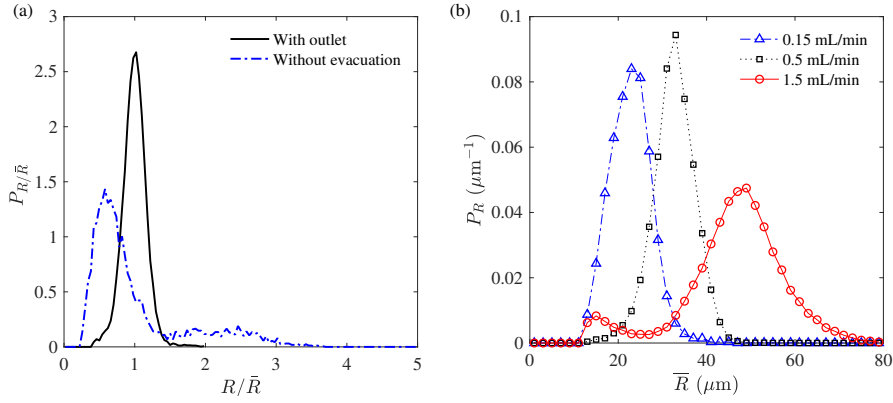 (a)
3
2.5
2
1.5
1
0.5
0
P_{R/R̄}
With outlet
Without evacuation
0 1 2 3 4 5
R/R̄
(b)
0.1
0.08
0.06
0.04
0.02
0
P_R (μm⁻¹)
0.15 mL/min
0.5 mL/min
1.5 mL/min
0 20 40 60 80
R̄ (μm)